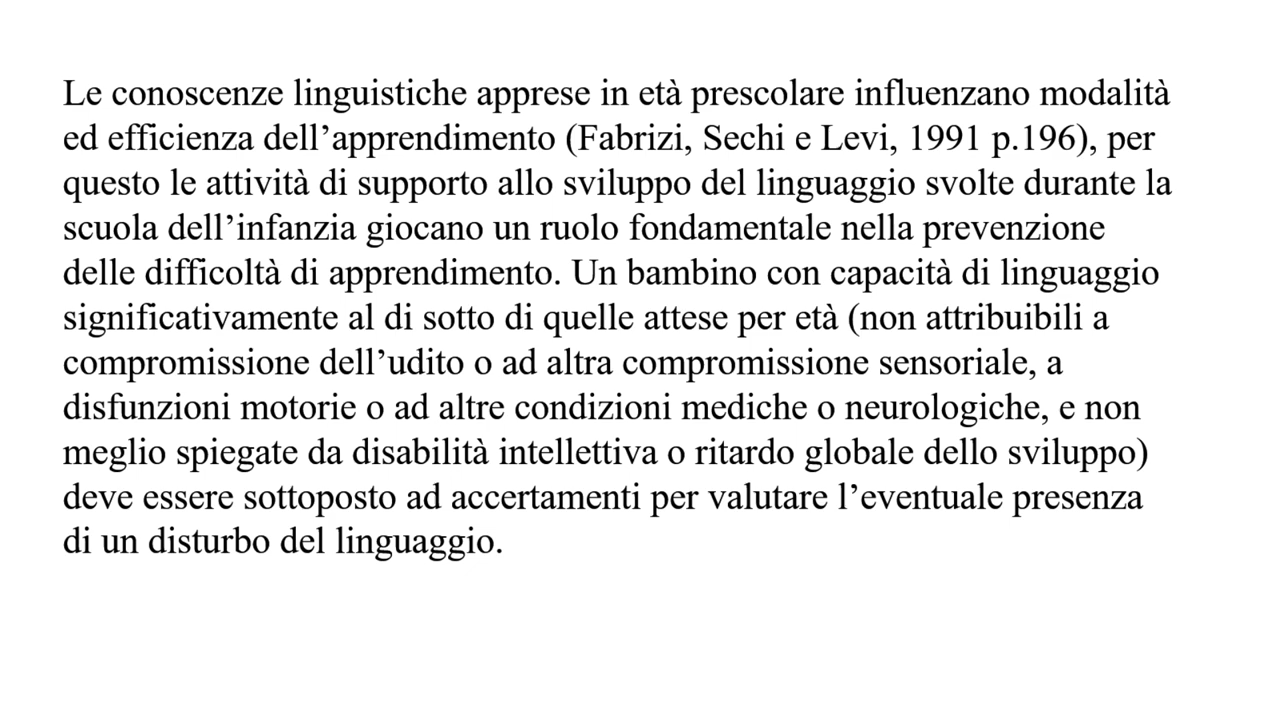 Le conoscenze linguistiche apprese in età prescolare influenzano modalità
ed efficienza dell’apprendimento (Fabrizi, Sechi e Levi, 1991 p.196), per
questo le attività di supporto allo sviluppo del linguaggio svolte durante la
scuola dell’infanzia giocano un ruolo fondamentale nella prevenzione
delle difficoltà di apprendimento. Un bambino con capacità di linguaggio
significativamente al di sotto di quelle attese per età (non attribuibili a
compromissione dell’udito o ad altra compromissione sensoriale, a
disfunzioni motorie o ad altre condizioni mediche o neurologiche, e non
meglio spiegate da disabilità intellettiva o ritardo globale dello sviluppo)
deve essere sottoposto ad accertamenti per valutare l’eventuale presenza
di un disturbo del linguaggio.